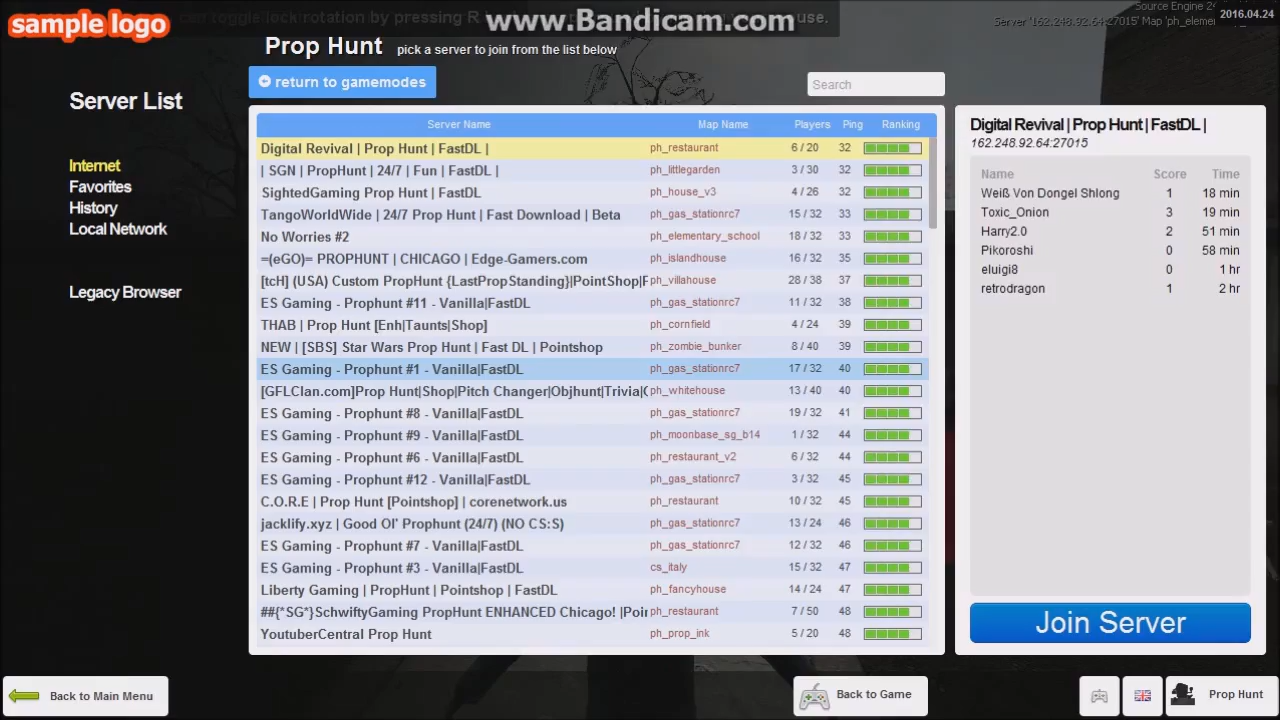 can toggle lock rotation by pressing R
www.Bandicam.com
use.
Source Engine
Server '162.248.92.64:27015' Map 'ph_elem
2016.04.24
sample logo
Prop Hunt
pick a server to join from the list below
return to gamemodes
Search
Server List
Internet
Favorites
History
Local Network
Legacy Browser
Server Name Map Name Players Ping Ranking
Digital Revival | Prop Hunt | FastDL | ph_restaurant 6 / 20 32
| SGN | PropHunt | 24/7 | Fun | FastDL | ph_littlegarden 3 / 30 32
SightedGaming Prop Hunt | FastDL ph_house_v3 4 / 26 32
TangoWorldWide | 24/7 Prop Hunt | Fast Download | Beta ph_gas_stationrc7 15 / 32 33
No Worries #2 ph_elementary_school 18 / 32 33
=(eGO)= PROPHUNT | CHICAGO | Edge-Gamers.com ph_islandhouse 16 / 32 35
[tcH] (USA) Custom PropHunt {LastPropStanding}|PointShop|F ph_villahouse 28 / 38 37
ES Gaming - Prophunt #11 - Vanilla|FastDL ph_gas_stationrc7 11 / 32 38
THAB | Prop Hunt [Enh|Taunts|Shop] ph_cornfield 4 / 24 39
NEW | [SBS] Star Wars Prop Hunt | Fast DL | Pointshop ph_zombie_bunker 8 / 40 39
ES Gaming - Prophunt #1 - Vanilla|FastDL ph_gas_stationrc7 17 / 32 40
[GFLClan.com]Prop Hunt|Shop|Pitch Changer|Objhunt|Trivia|C ph_whitehouse 13 / 40 40
ES Gaming - Prophunt #8 - Vanilla|FastDL ph_gas_stationrc7 19 / 32 41
ES Gaming - Prophunt #9 - Vanilla|FastDL ph_moonbase_sg_b14 1 / 32 44
ES Gaming - Prophunt #6 - Vanilla|FastDL ph_restaurant_v2 6 / 32 44
ES Gaming - Prophunt #12 - Vanilla|FastDL ph_gas_stationrc7 3 / 32 45
C.O.R.E | Prop Hunt [Pointshop] | corenetwork.us ph_restaurant 10 / 32 45
jacklify.xyz | Good Ol' Prophunt (24/7) (NO CS:S) ph_gas_stationrc7 13 / 24 46
ES Gaming - Prophunt #7 - Vanilla|FastDL ph_gas_stationrc7 12 / 32 46
ES Gaming - Prophunt #3 - Vanilla|FastDL cs_italy 15 / 32 47
Liberty Gaming | PropHunt | Pointshop | FastDL ph_fancyhouse 14 / 24 47
##{*SG*}SchwiftyGaming PropHunt ENHANCED Chicago! |Poin ph_restaurant 7 / 50 48
YoutuberCentral Prop Hunt ph_prop_ink 5 / 20 48
Digital Revival | Prop Hunt | FastDL |
162.248.92.64:27015
Name Score Time
Weiß Von Dongel Shlong 1 18 min
Toxic_Onion 3 19 min
Harry2.0 2 51 min
Pikoroshi 0 58 min
eluigi8 0 1 hr
retrodragon 1 2 hr
Join Server
Back to Main Menu
Back to Game
Prop Hunt